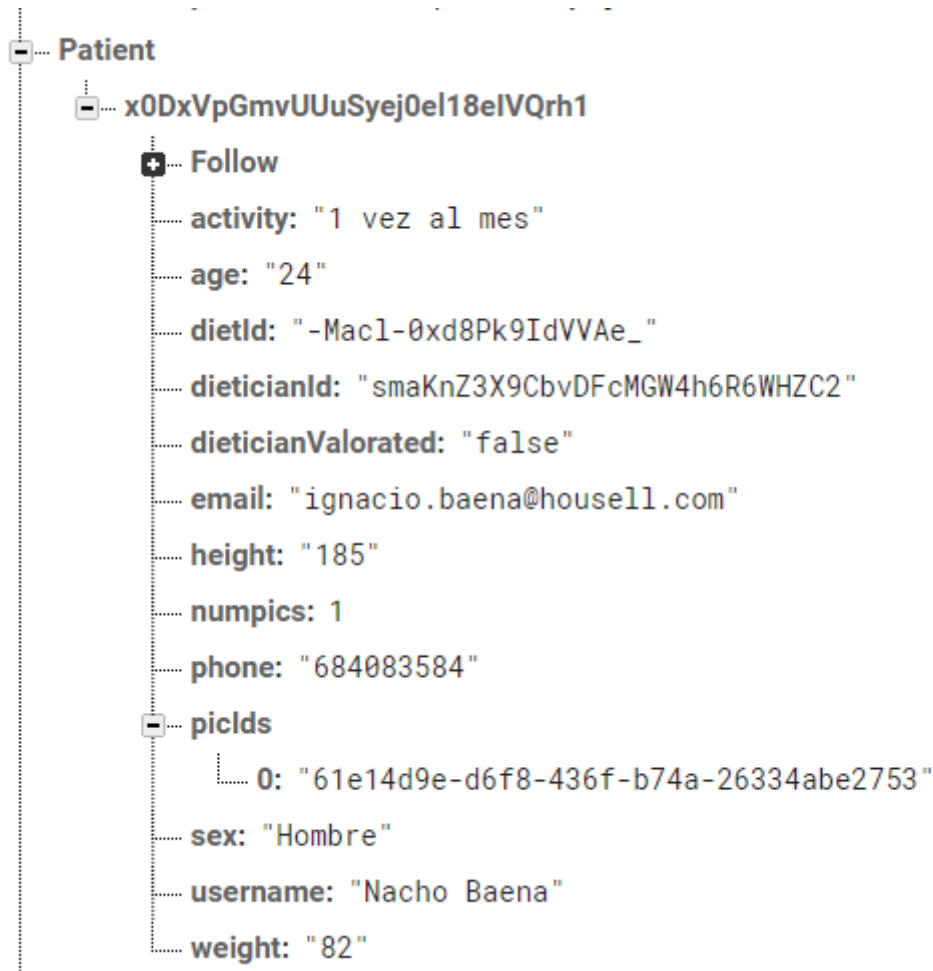 Patient
x0DxVpGmvUUuSyej0el18eIVQrh1
Follow
activity: "1 vez al mes"
age: "24"
dietId: "-Macl-0xd8Pk9IdVVAe_"
dieticianId: "smaKnZ3X9CbvDFcMGW4h6R6WHZC2"
dieticianValorated: "false"
email: "ignacio.baena@housell.com"
height: "185"
numpics: 1
phone: "684083584"
picIds
0: "61e14d9e-d6f8-436f-b74a-26334abe2753"
sex: "Hombre"
username: "Nacho Baena"
weight: "82"